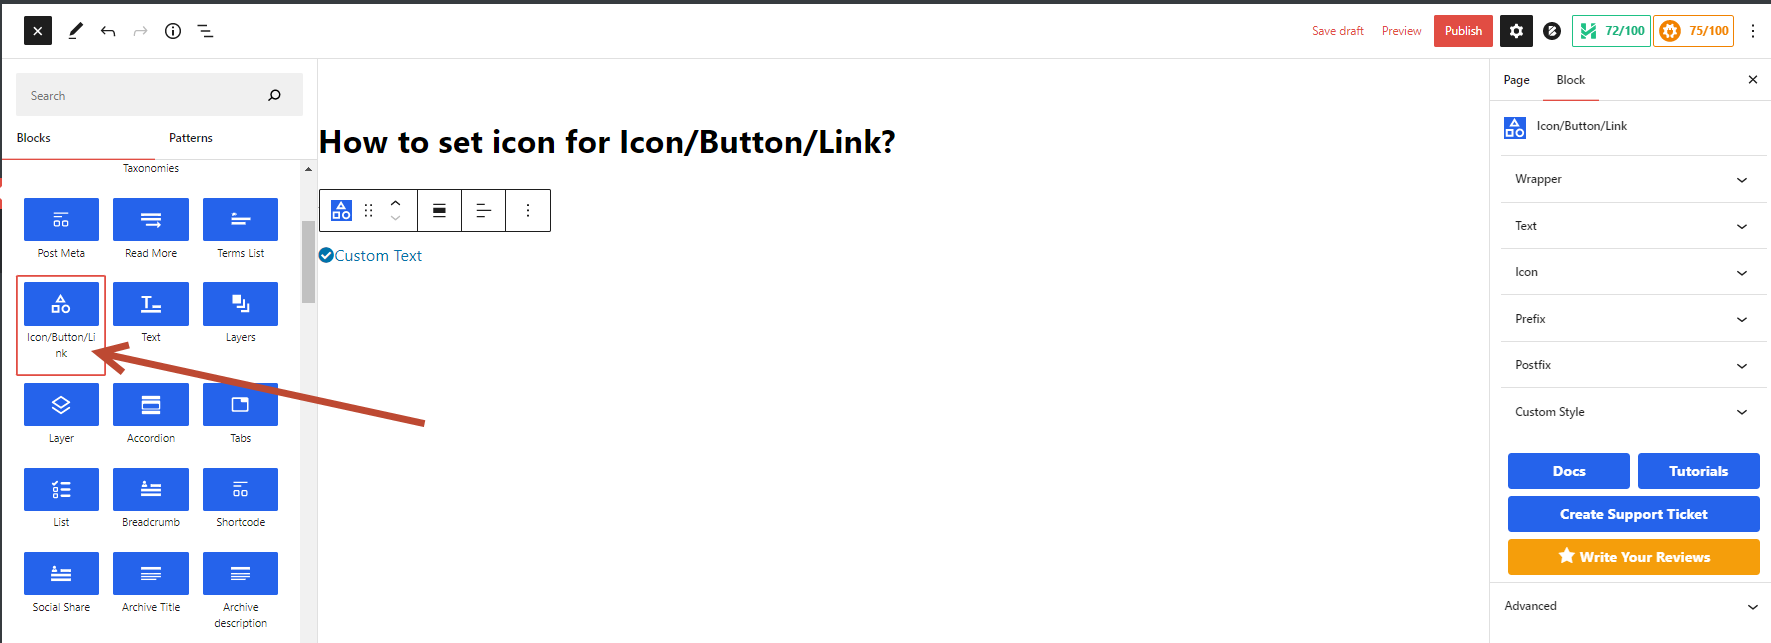 Save draft
Preview
Publish
72/100
75/100
Search
Blocks
Patterns
Taxonomies
Post Meta
Read More
Terms List
Icon/Button/Li
nk
Text
Layers
Layer
Accordion
Tabs
List
Breadcrumb
Shortcode
Social Share
Archive Title
Archive
description
How to set icon for Icon/Button/Link?
Custom Text
Page
Block
Icon/Button/Link
Wrapper
Text
Icon
Prefix
Postfix
Custom Style
Docs
Tutorials
Create Support Ticket
Write Your Reviews
Advanced